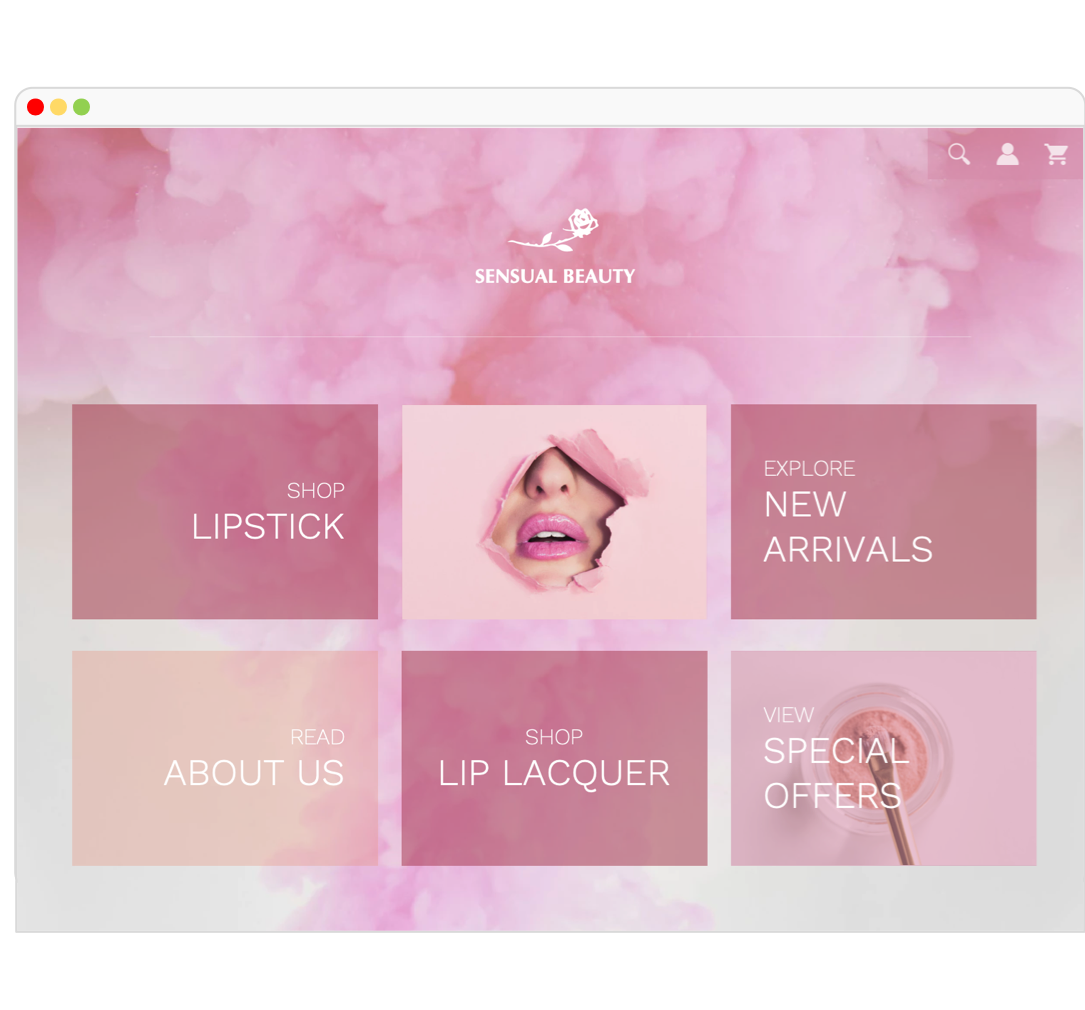 SENSUAL BEAUTY
SHOP
LIPSTICK
EXPLORE
NEW
ARRIVALS
READ
ABOUT US
SHOP
LIP LACQUER
VIEW
SPECIAL
OFFERS